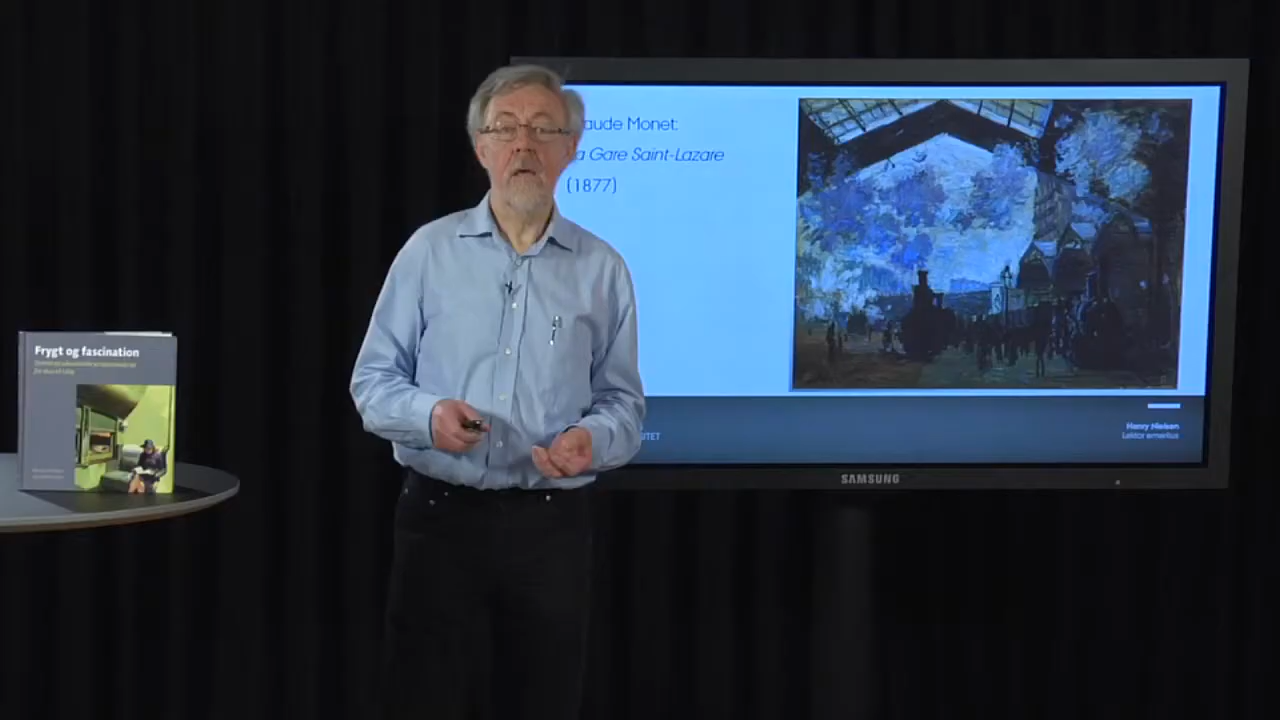 Frygt og fascination
aude Monet:
a Gare Saint-Lazare
(1877)
Henry Nielsen
Lektor emeritus
SAMSUNG